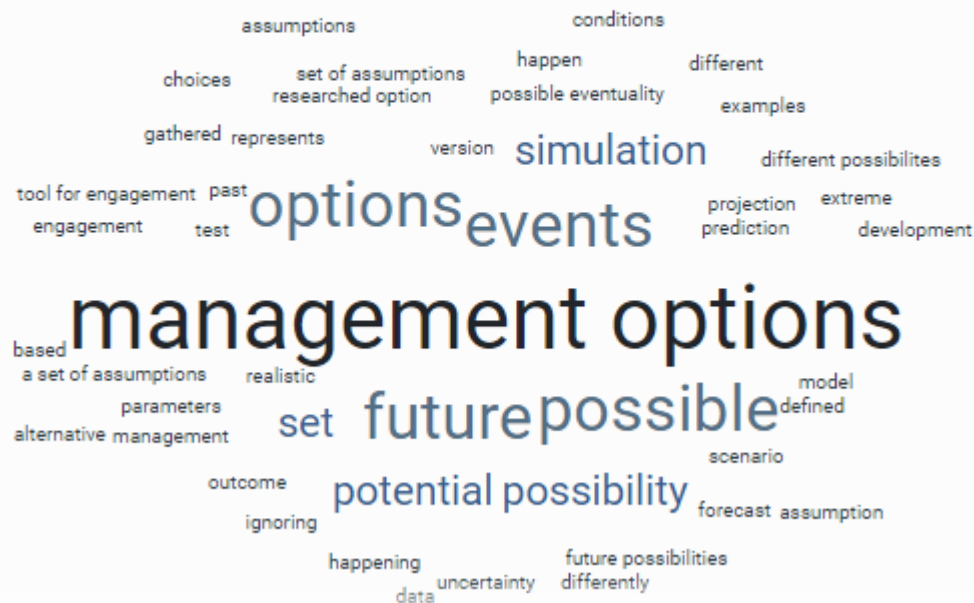 assumptions
conditions
happen
different
choices
set of assumptions
researched option
possible eventuality
examples
gathered
represents
version
simulation
different possibilites
tool for engagement
past
options
events
projection
extreme
engagement
test
prediction
development
management options
based
a set of assumptions
realistic
model
parameters
set
future
possible
defined
alternative
management
scenario
outcome
potential possibility
forecast
assumption
ignoring
happening
future possibilities
uncertainty
differently
data